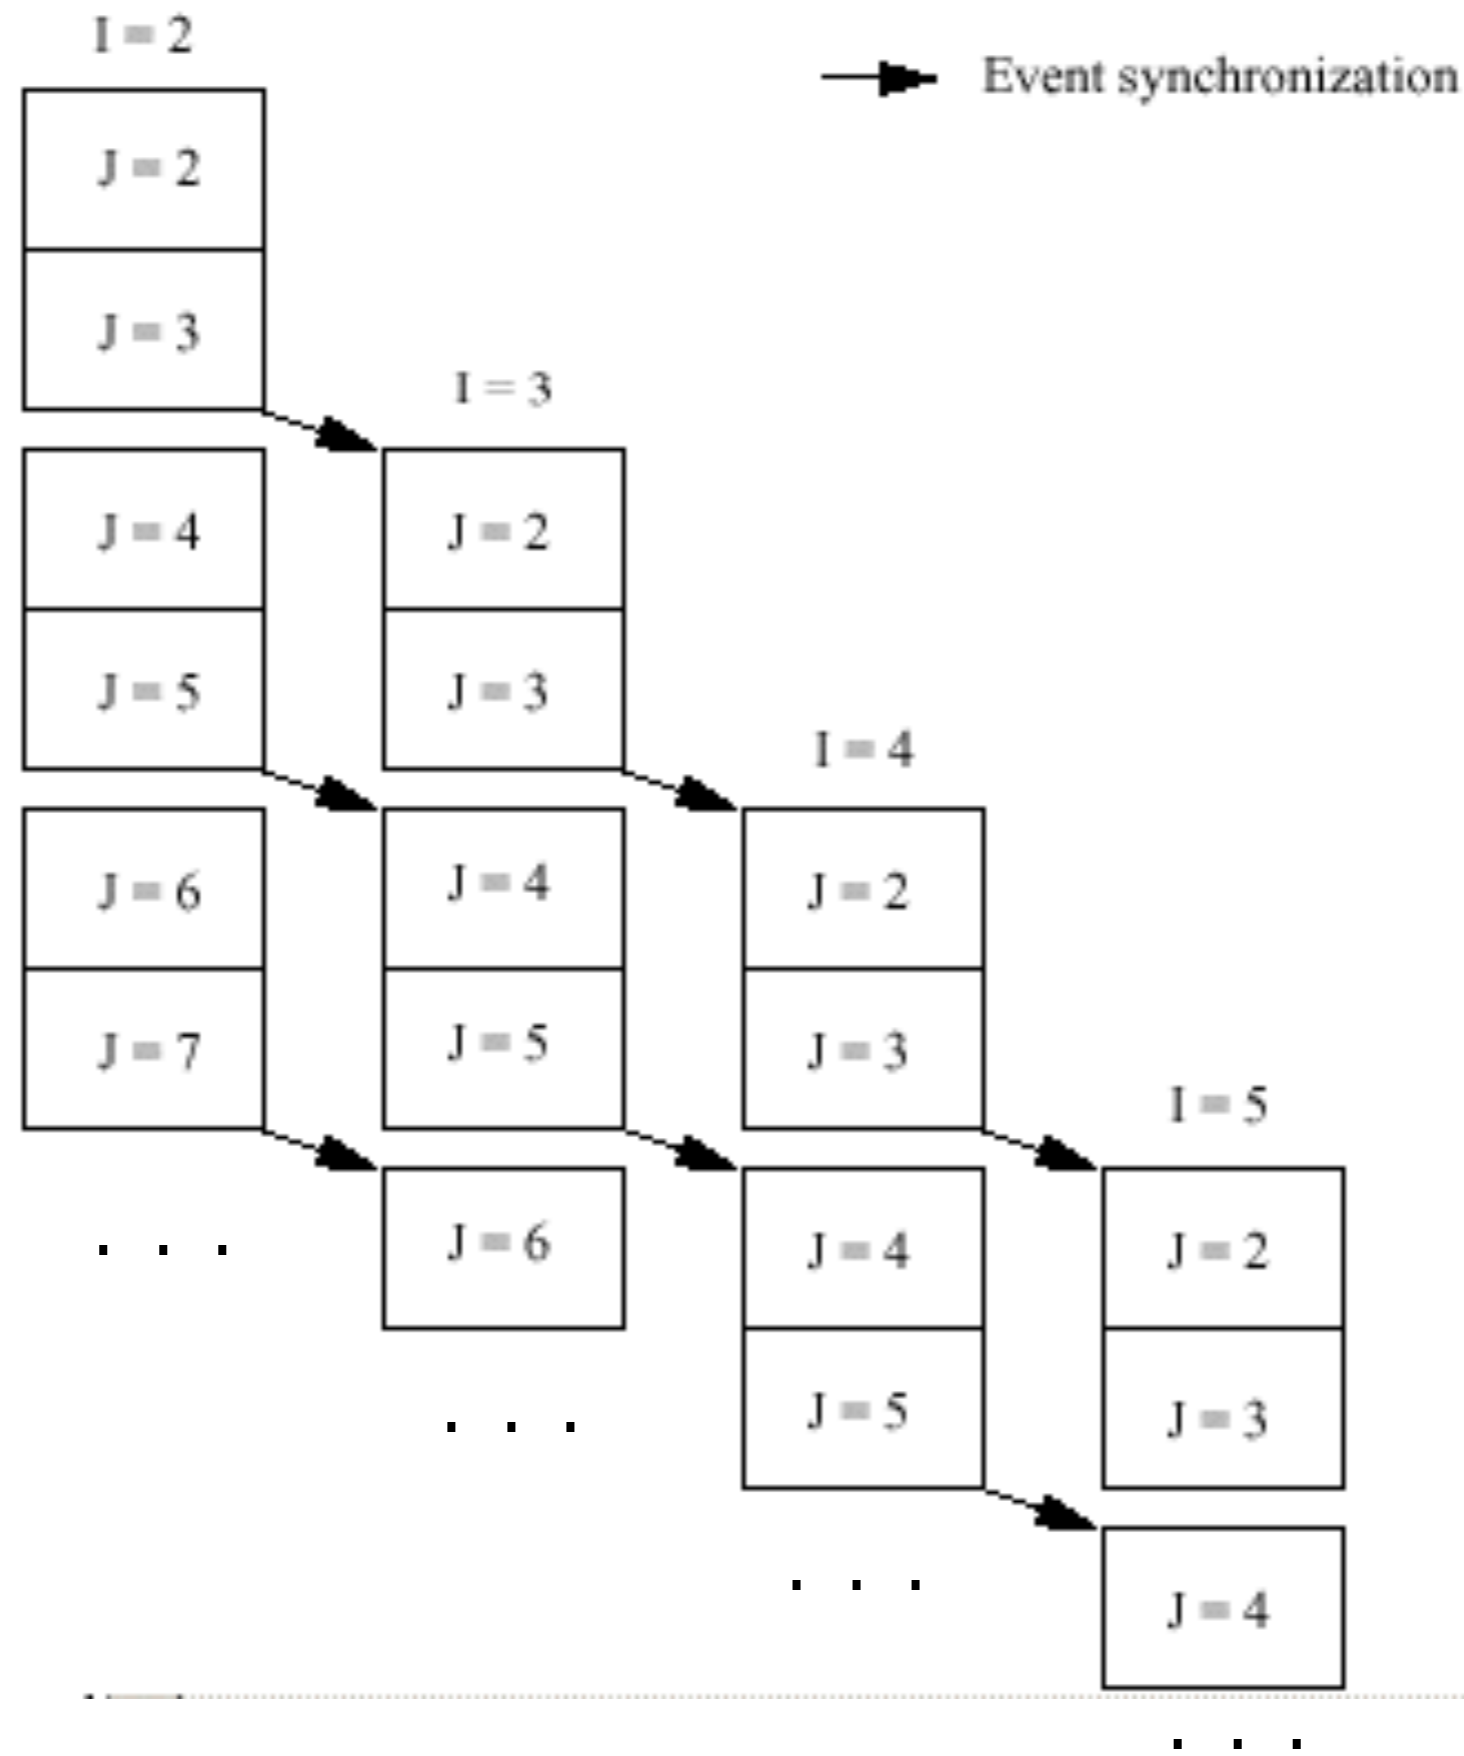 I = 2
Event synchronization
J = 2
J = 3
I = 3
J = 4
J = 2
J = 5
J = 3
I = 4
J = 6
J = 4
J = 2
J = 7
J = 5
J = 3
I = 5
. . .
J = 6
J = 4
J = 2
. . .
J = 5
J = 3
. . .
J = 4
. . .